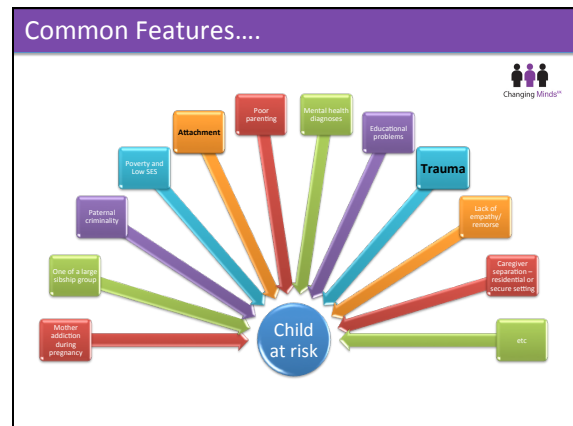 Common Features….
Changing Minds
Poor
parenting
Mental health
diagnoses
Attachment
Educational
problems
Poverty and
Low SES
Trauma
Paternal
criminality
Lack of
empathy/
remorse
One of a large
sibship group
Caregiver
separation –
residential or
secure setting
Mother
addiction
during
pregnancy
Child
at risk
etc